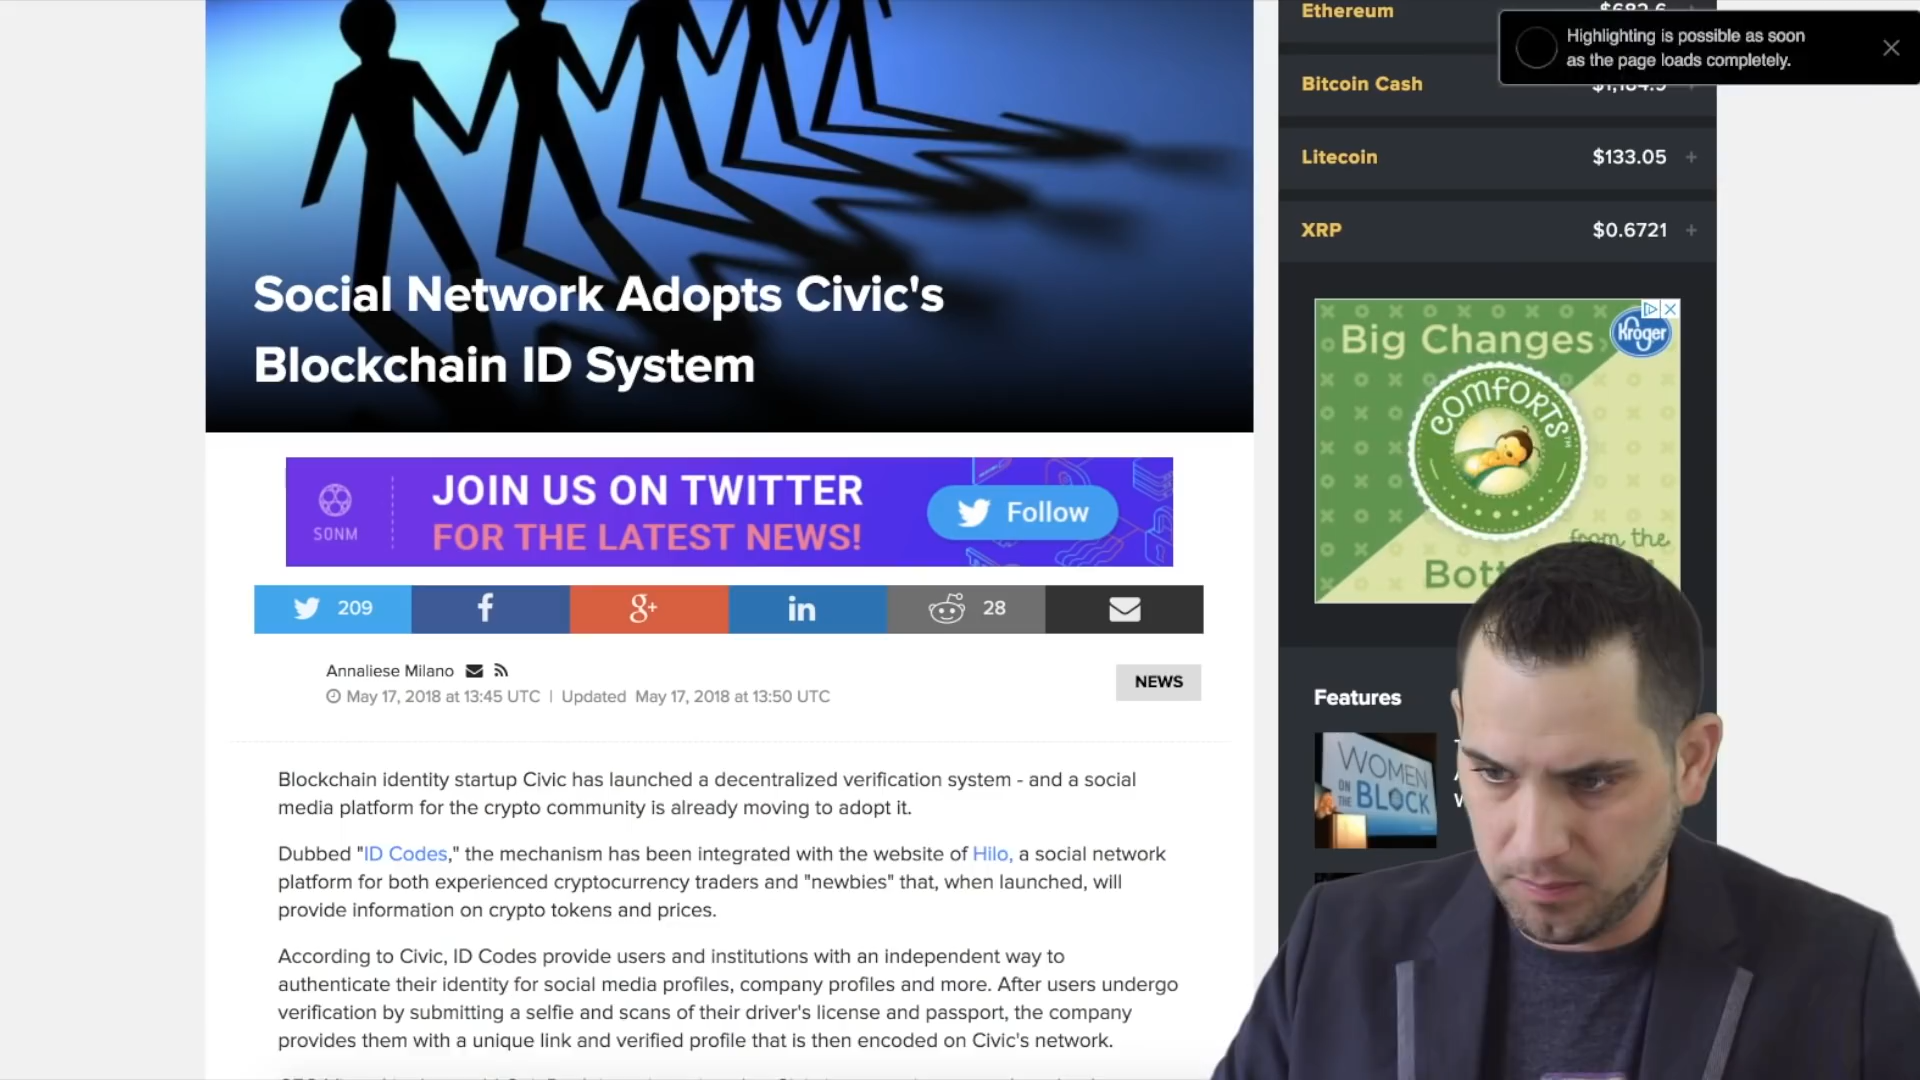 Ethereum
Highlighting is possible as soon
as the page loads completely.
Bitcoin Cash
Litecoin $133.05 +
XRP $0.6721 +
Social Network Adopts Civic's
Blockchain ID System
Big Changes
Kroger
COMFORTS™
from the
SONM
JOIN US ON TWITTER
FOR THE LATEST NEWS!
Follow
209
f
g+
in
28
Annaliese Milano
May 17, 2018 at 13:45 UTC | Updated May 17, 2018 at 13:50 UTC
NEWS
Features
WOMEN
ON THE BLOCK
Blockchain identity startup Civic has launched a decentralized verification system - and a social
media platform for the crypto community is already moving to adopt it.
Dubbed "ID Codes," the mechanism has been integrated with the website of Hilo, a social network
platform for both experienced cryptocurrency traders and "newbies" that, when launched, will
provide information on crypto tokens and prices.
According to Civic, ID Codes provide users and institutions with an independent way to
authenticate their identity for social media profiles, company profiles and more. After users undergo
verification by submitting a selfie and scans of their driver's license and passport, the company
provides them with a unique link and verified profile that is then encoded on Civic's network.